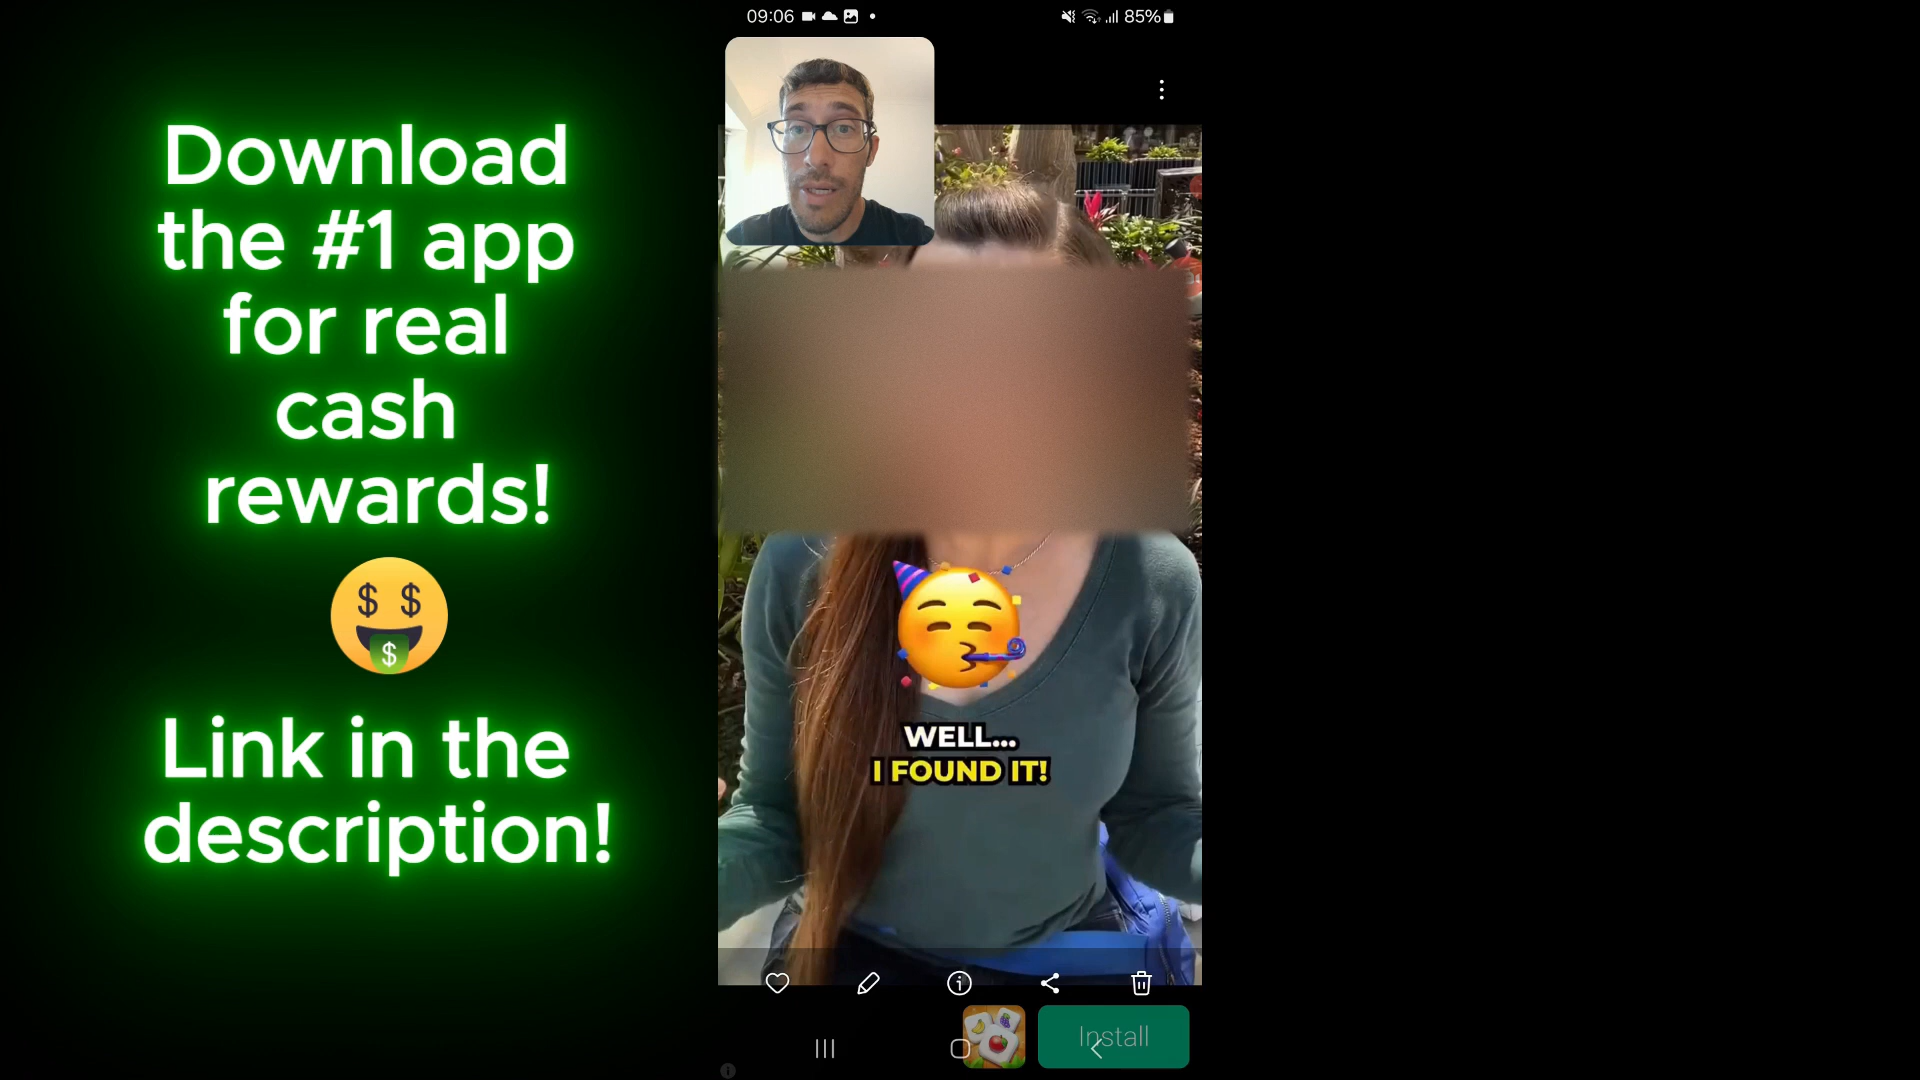 Download
the #1 app
for real
cash
rewards!
Link in the
description!
09:06
85%
WELL...
I FOUND IT!
Install